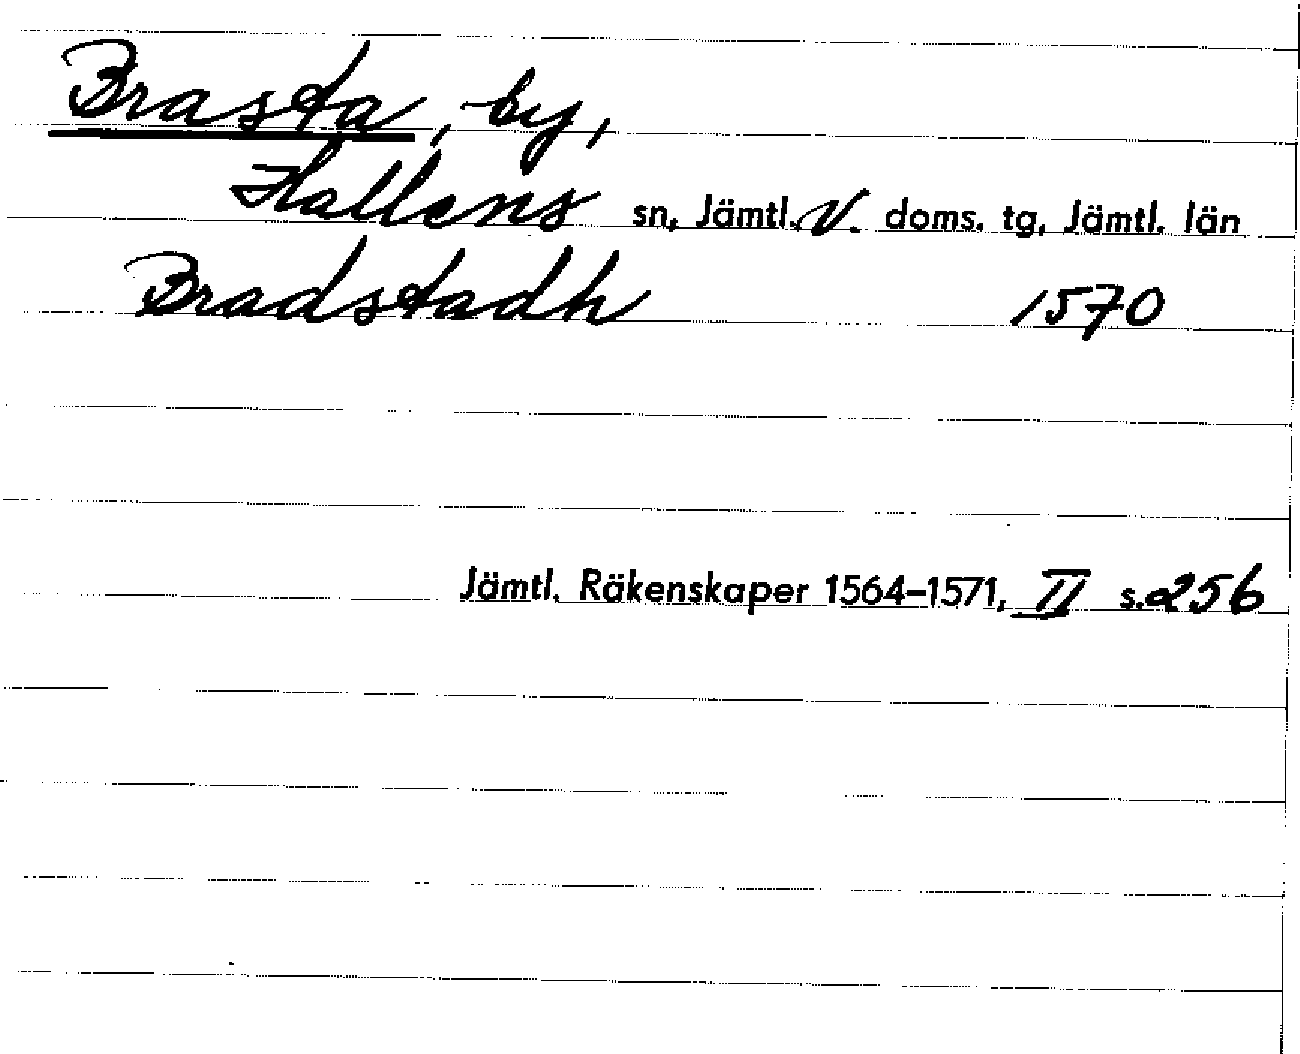 Brasta, by,
Hallens sn, Jämtl. V. doms. tg, Jämtl. län
Bradstadh 1570
Jämtl. Räkenskaper 1564–1571, II s. 256